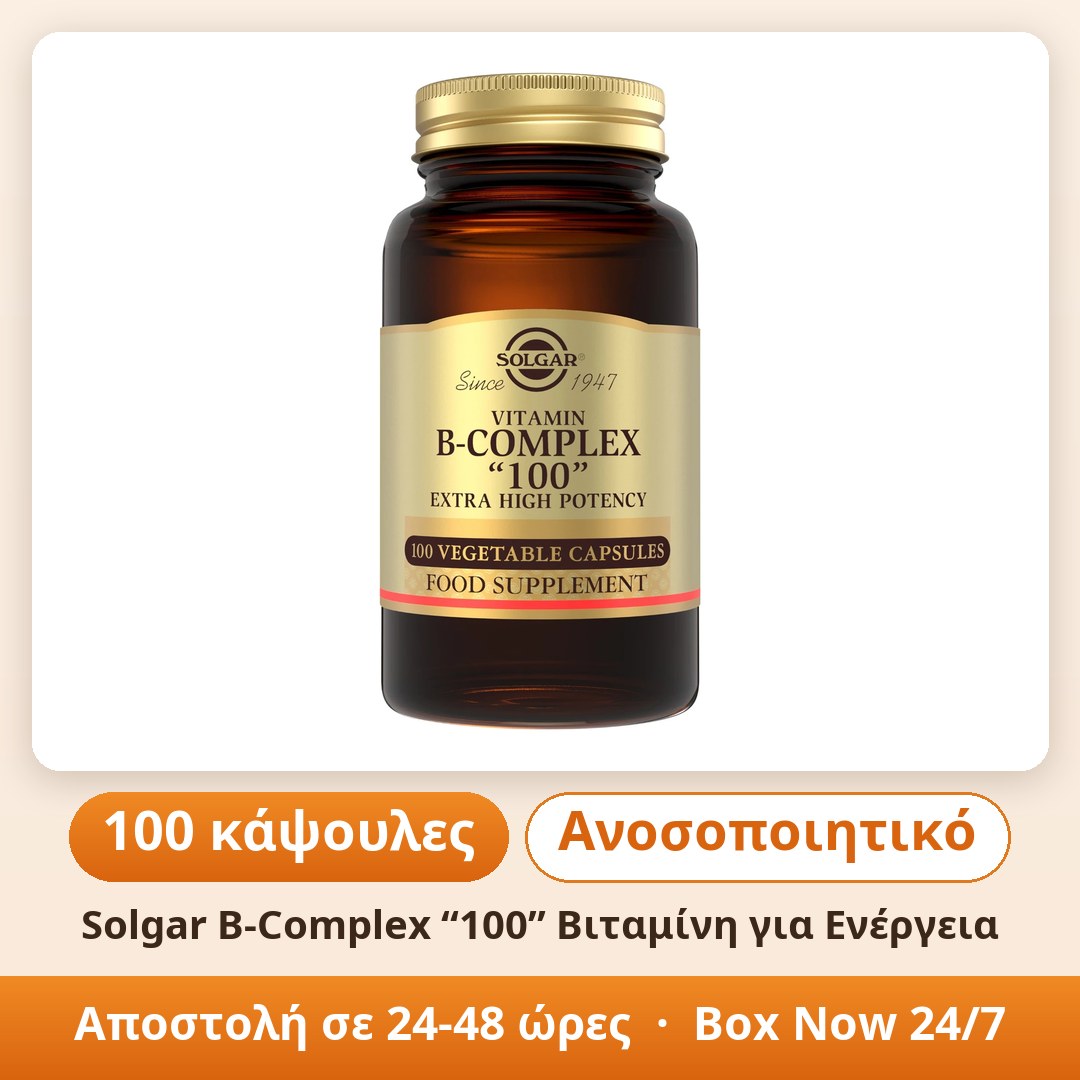 SOLGAR®
Since 1947
VITAMIN
B-COMPLEX
“100”
EXTRA HIGH POTENCY
100 VEGETABLE CAPSULES
FOOD SUPPLEMENT
100 κάψουλες
Ανοσοποιητικό
Solgar B-Complex “100” Βιταμίνη για Ενέργεια
Αποστολή σε 24-48 ώρες · Box Now 24/7